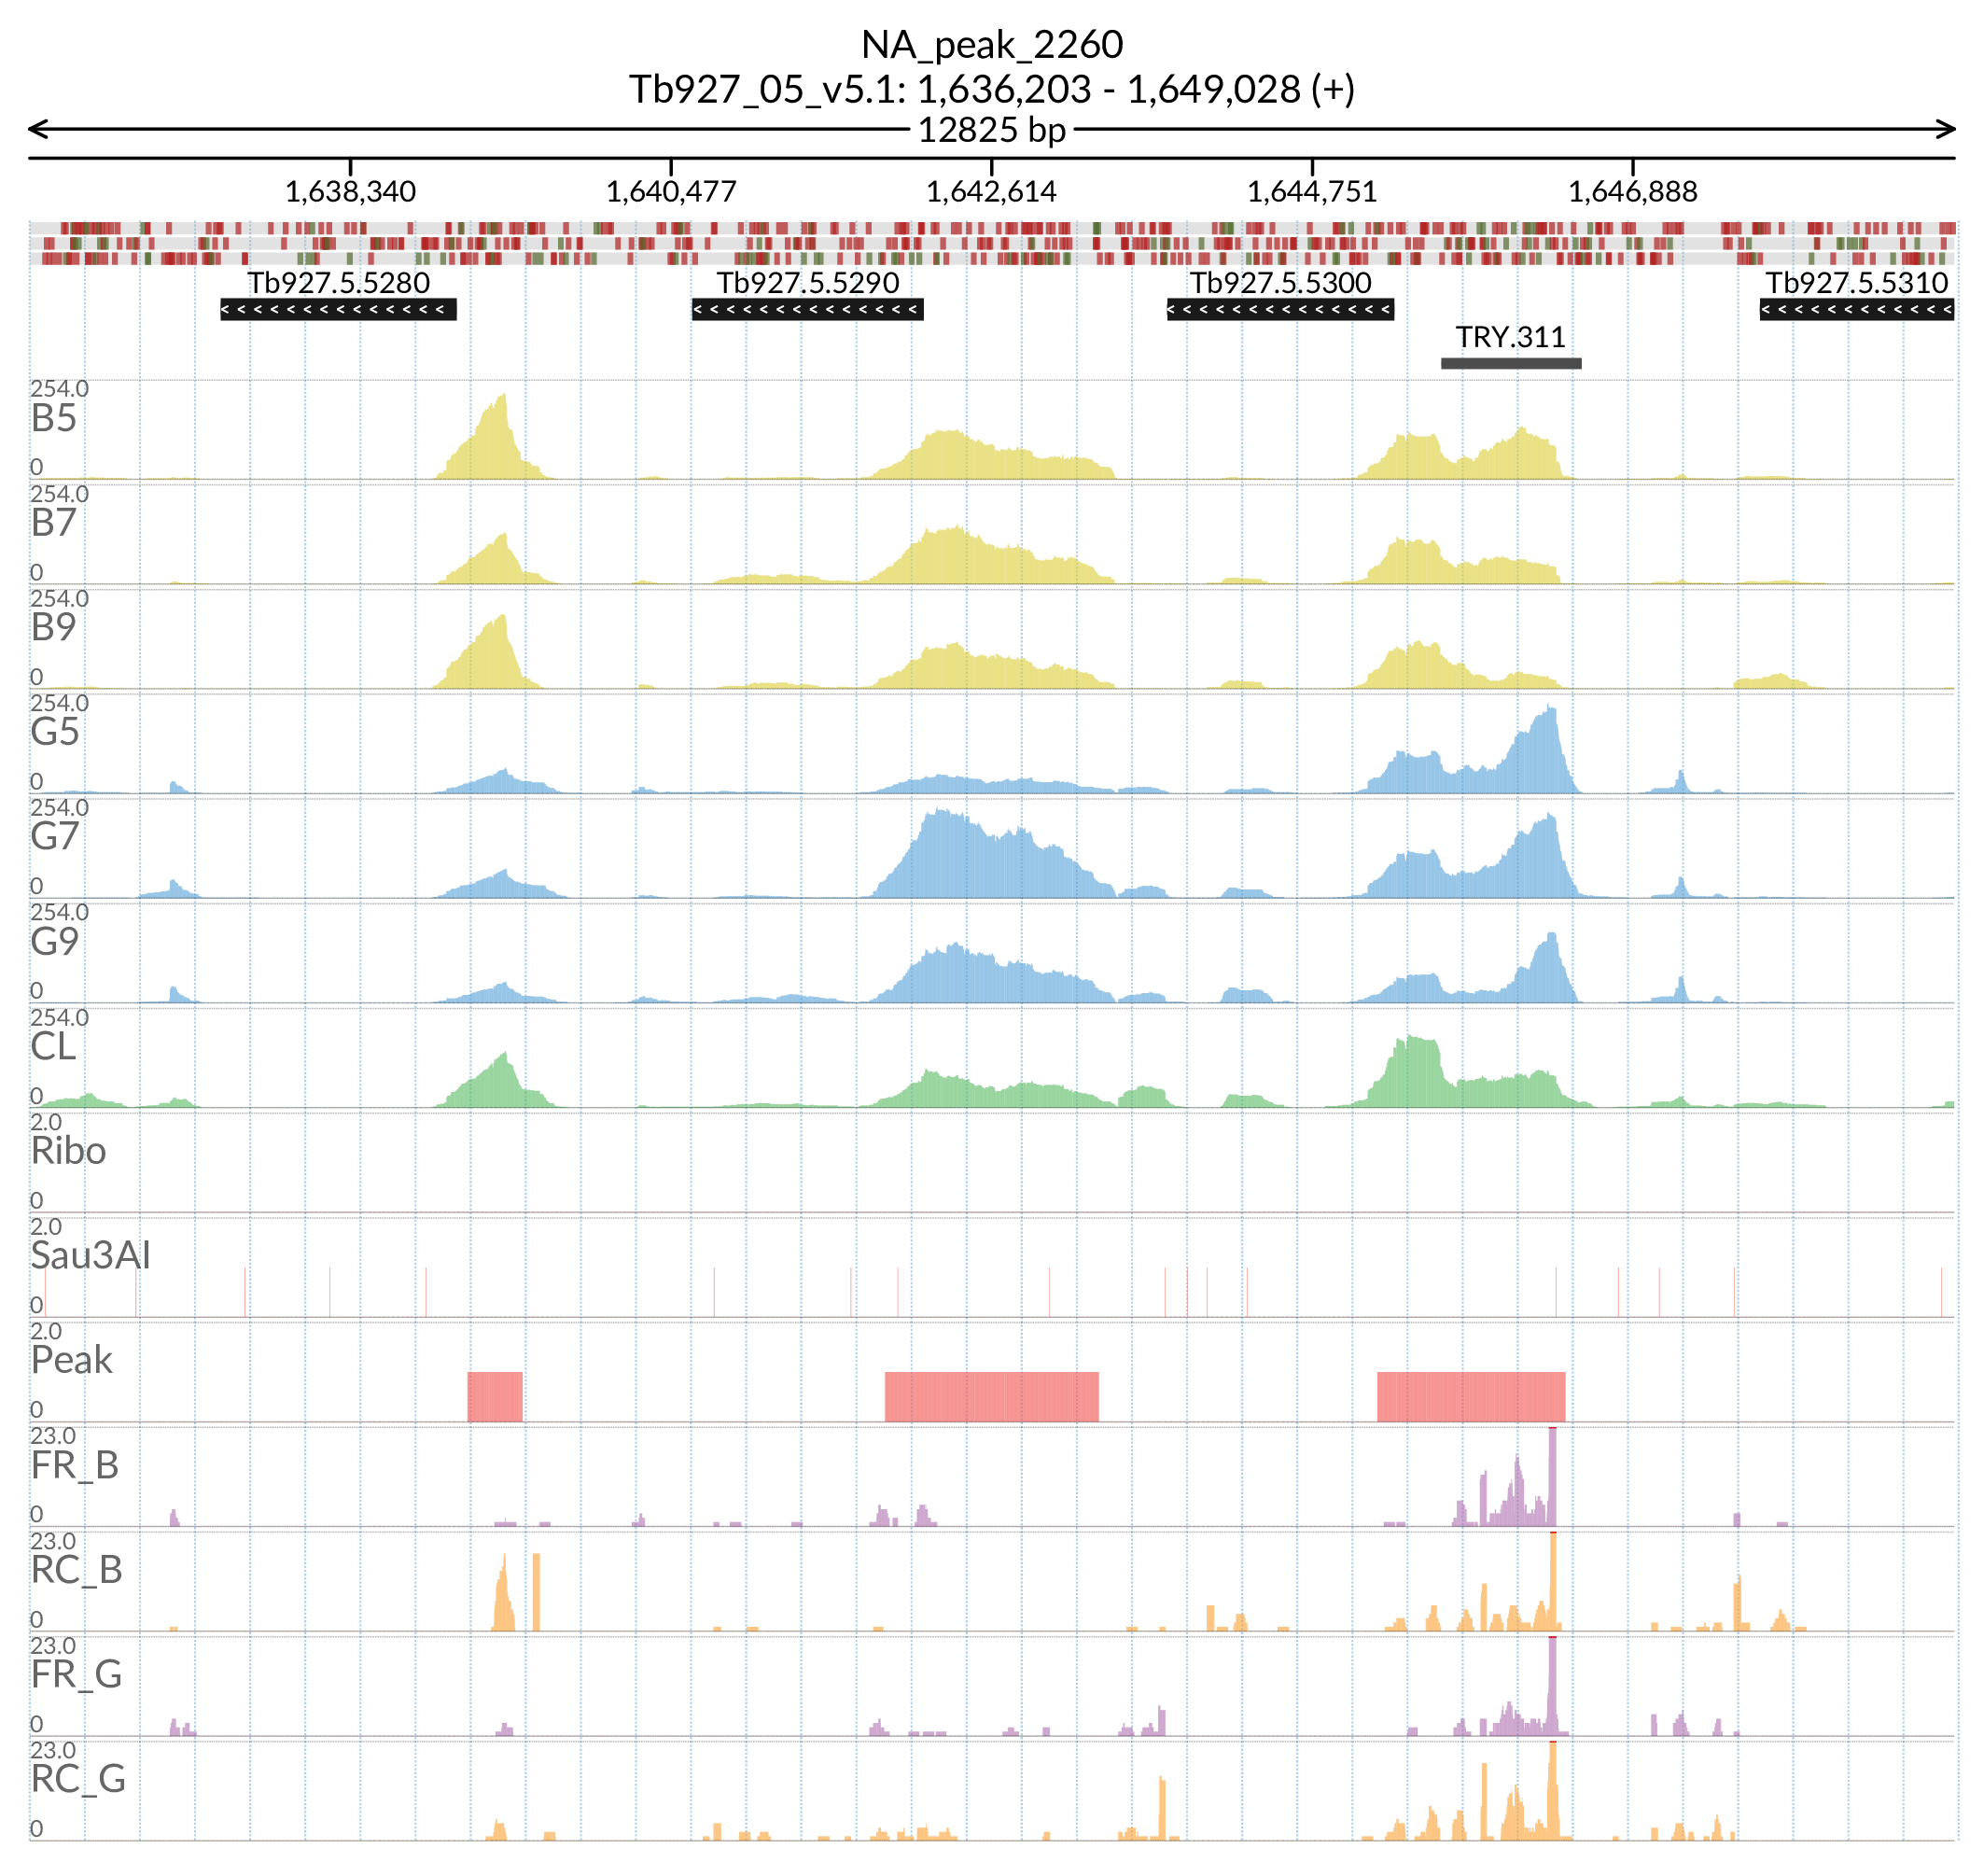 NA_peak_2260
Tb927_05_v5.1: 1,636,203 - 1,649,028 (+)
12825 bp
1,638,340 1,640,477 1,642,614 1,644,751 1,646,888
Tb927.5.5280 Tb927.5.5290 Tb927.5.5300 Tb927.5.5310
TRY.311
254.0
B5
0
254.0
B7
0
254.0
B9
0
254.0
G5
0
254.0
G7
0
254.0
G9
0
254.0
CL
0
2.0
Ribo
0
2.0
Sau3AI
0
2.0
Peak
0
23.0
FR_B
0
23.0
RC_B
0
23.0
FR_G
0
23.0
RC_G
0